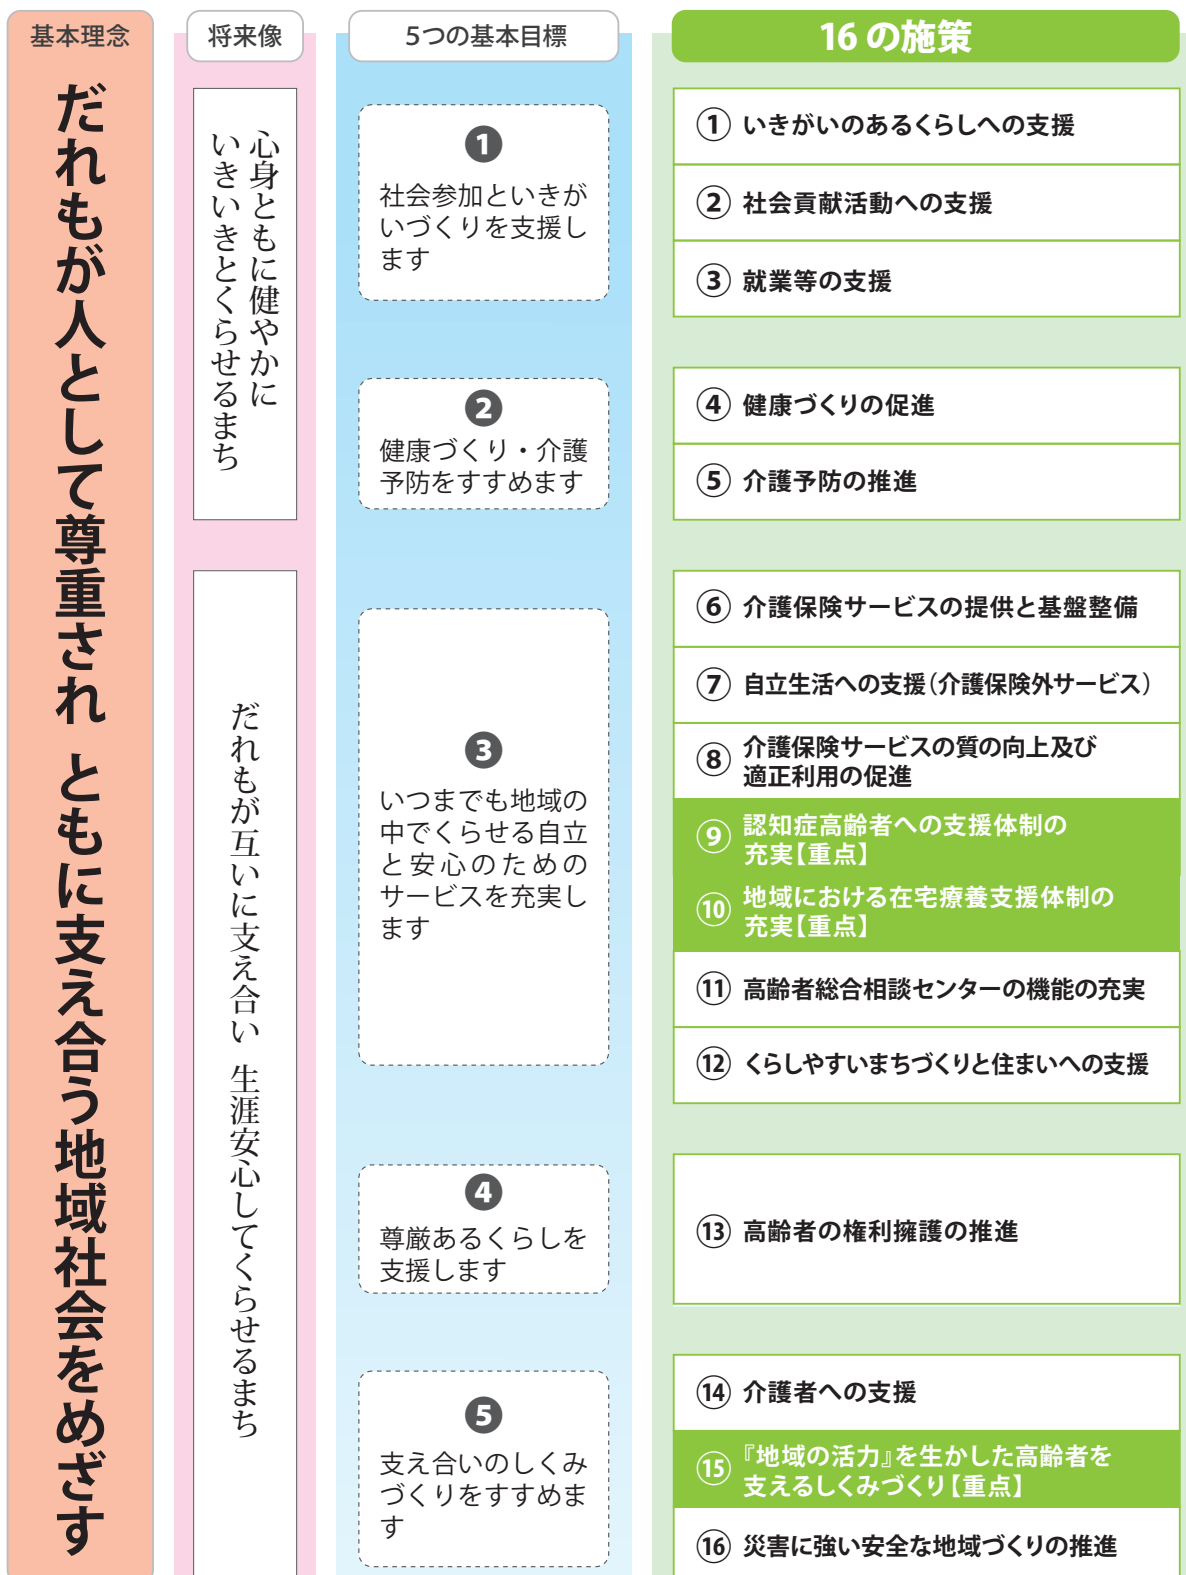 基本理念
だれもが人として尊重され ともに支え合う地域社会をめざす
将来像
心身ともに健やかに
いきいきとくらせるまち
だれもが互いに支え合い 生涯安心してくらせるまち
5つの基本目標
❶
社会参加といきが
いづくりを支援し
ます
❷
健康づくり・介護
予防をすすめます
❸
いつまでも地域の
中でくらせる自立
と安心のための
サービスを充実し
ます
❹
尊厳あるくらしを
支援します
❺
支え合いのしくみ
づくりをすすめま
す
16の施策
① いきがいのあるくらしへの支援
② 社会貢献活動への支援
③ 就業等の支援
④ 健康づくりの促進
⑤ 介護予防の推進
⑥ 介護保険サービスの提供と基盤整備
⑦ 自立生活への支援（介護保険外サービス）
⑧ 介護保険サービスの質の向上及び
適正利用の促進
⑨ 認知症高齢者への支援体制の
充実【重点】
⑩ 地域における在宅療養支援体制の
充実【重点】
⑪ 高齢者総合相談センターの機能の充実
⑫ くらしやすいまちづくりと住まいへの支援
⑬ 高齢者の権利擁護の推進
⑭ 介護者への支援
⑮ 『地域の活力』を生かした高齢者を
支えるしくみづくり【重点】
⑯ 災害に強い安全な地域づくりの推進